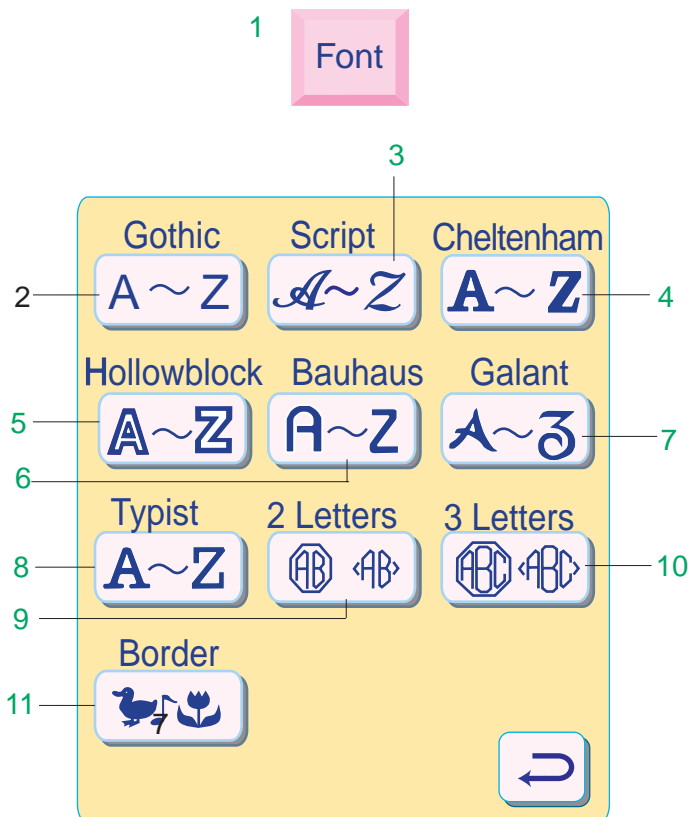 1
Font
3
Gothic Script Cheltenham
2 A~Z A~Z A~Z 4
Hollowblock Bauhaus Galant
5 A~Z A~Z A~Z 7
6
Typist 2 Letters 3 Letters
8 A~Z AB <AB> ABC <ABC> 10
9
Border
11 7